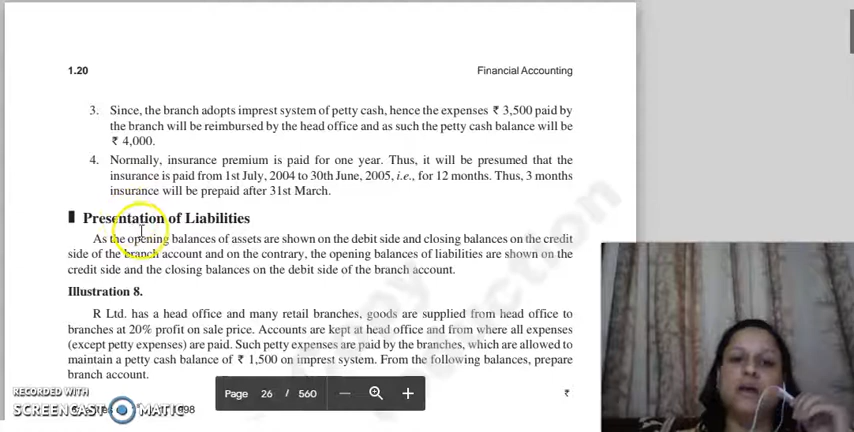 1.20
Financial Accounting
3. Since, the branch adopts imprest system of petty cash, hence the expenses ₹ 3,500 paid by
the branch will be reimbursed by the head office and as such the petty cash balance will be
₹ 4,000.
4. Normally, insurance premium is paid for one year. Thus, it will be presumed that the
insurance is paid from 1st July, 2004 to 30th June, 2005, i.e., for 12 months. Thus, 3 months
insurance will be prepaid after 31st March.
Presentation of Liabilities
As the opening balances of assets are shown on the debit side and closing balances on the credit
side of the branch account and on the contrary, the opening balances of liabilities are shown on the
credit side and the closing balances on the debit side of the branch account.
Illustration 8.
R Ltd. has a head office and many retail branches, goods are supplied from head office to
branches at 20% profit on sale price. Accounts are kept at head office and from where all expenses
(except petty expenses) are paid. Such petty expenses are paid by the branches, which are allowed to
maintain a petty cash balance of ₹ 1,500 on imprest system. From the following balances, prepare
branch account.
₹
Page 26 / 560
RECORDED WITH
SCREENCAST MATIC